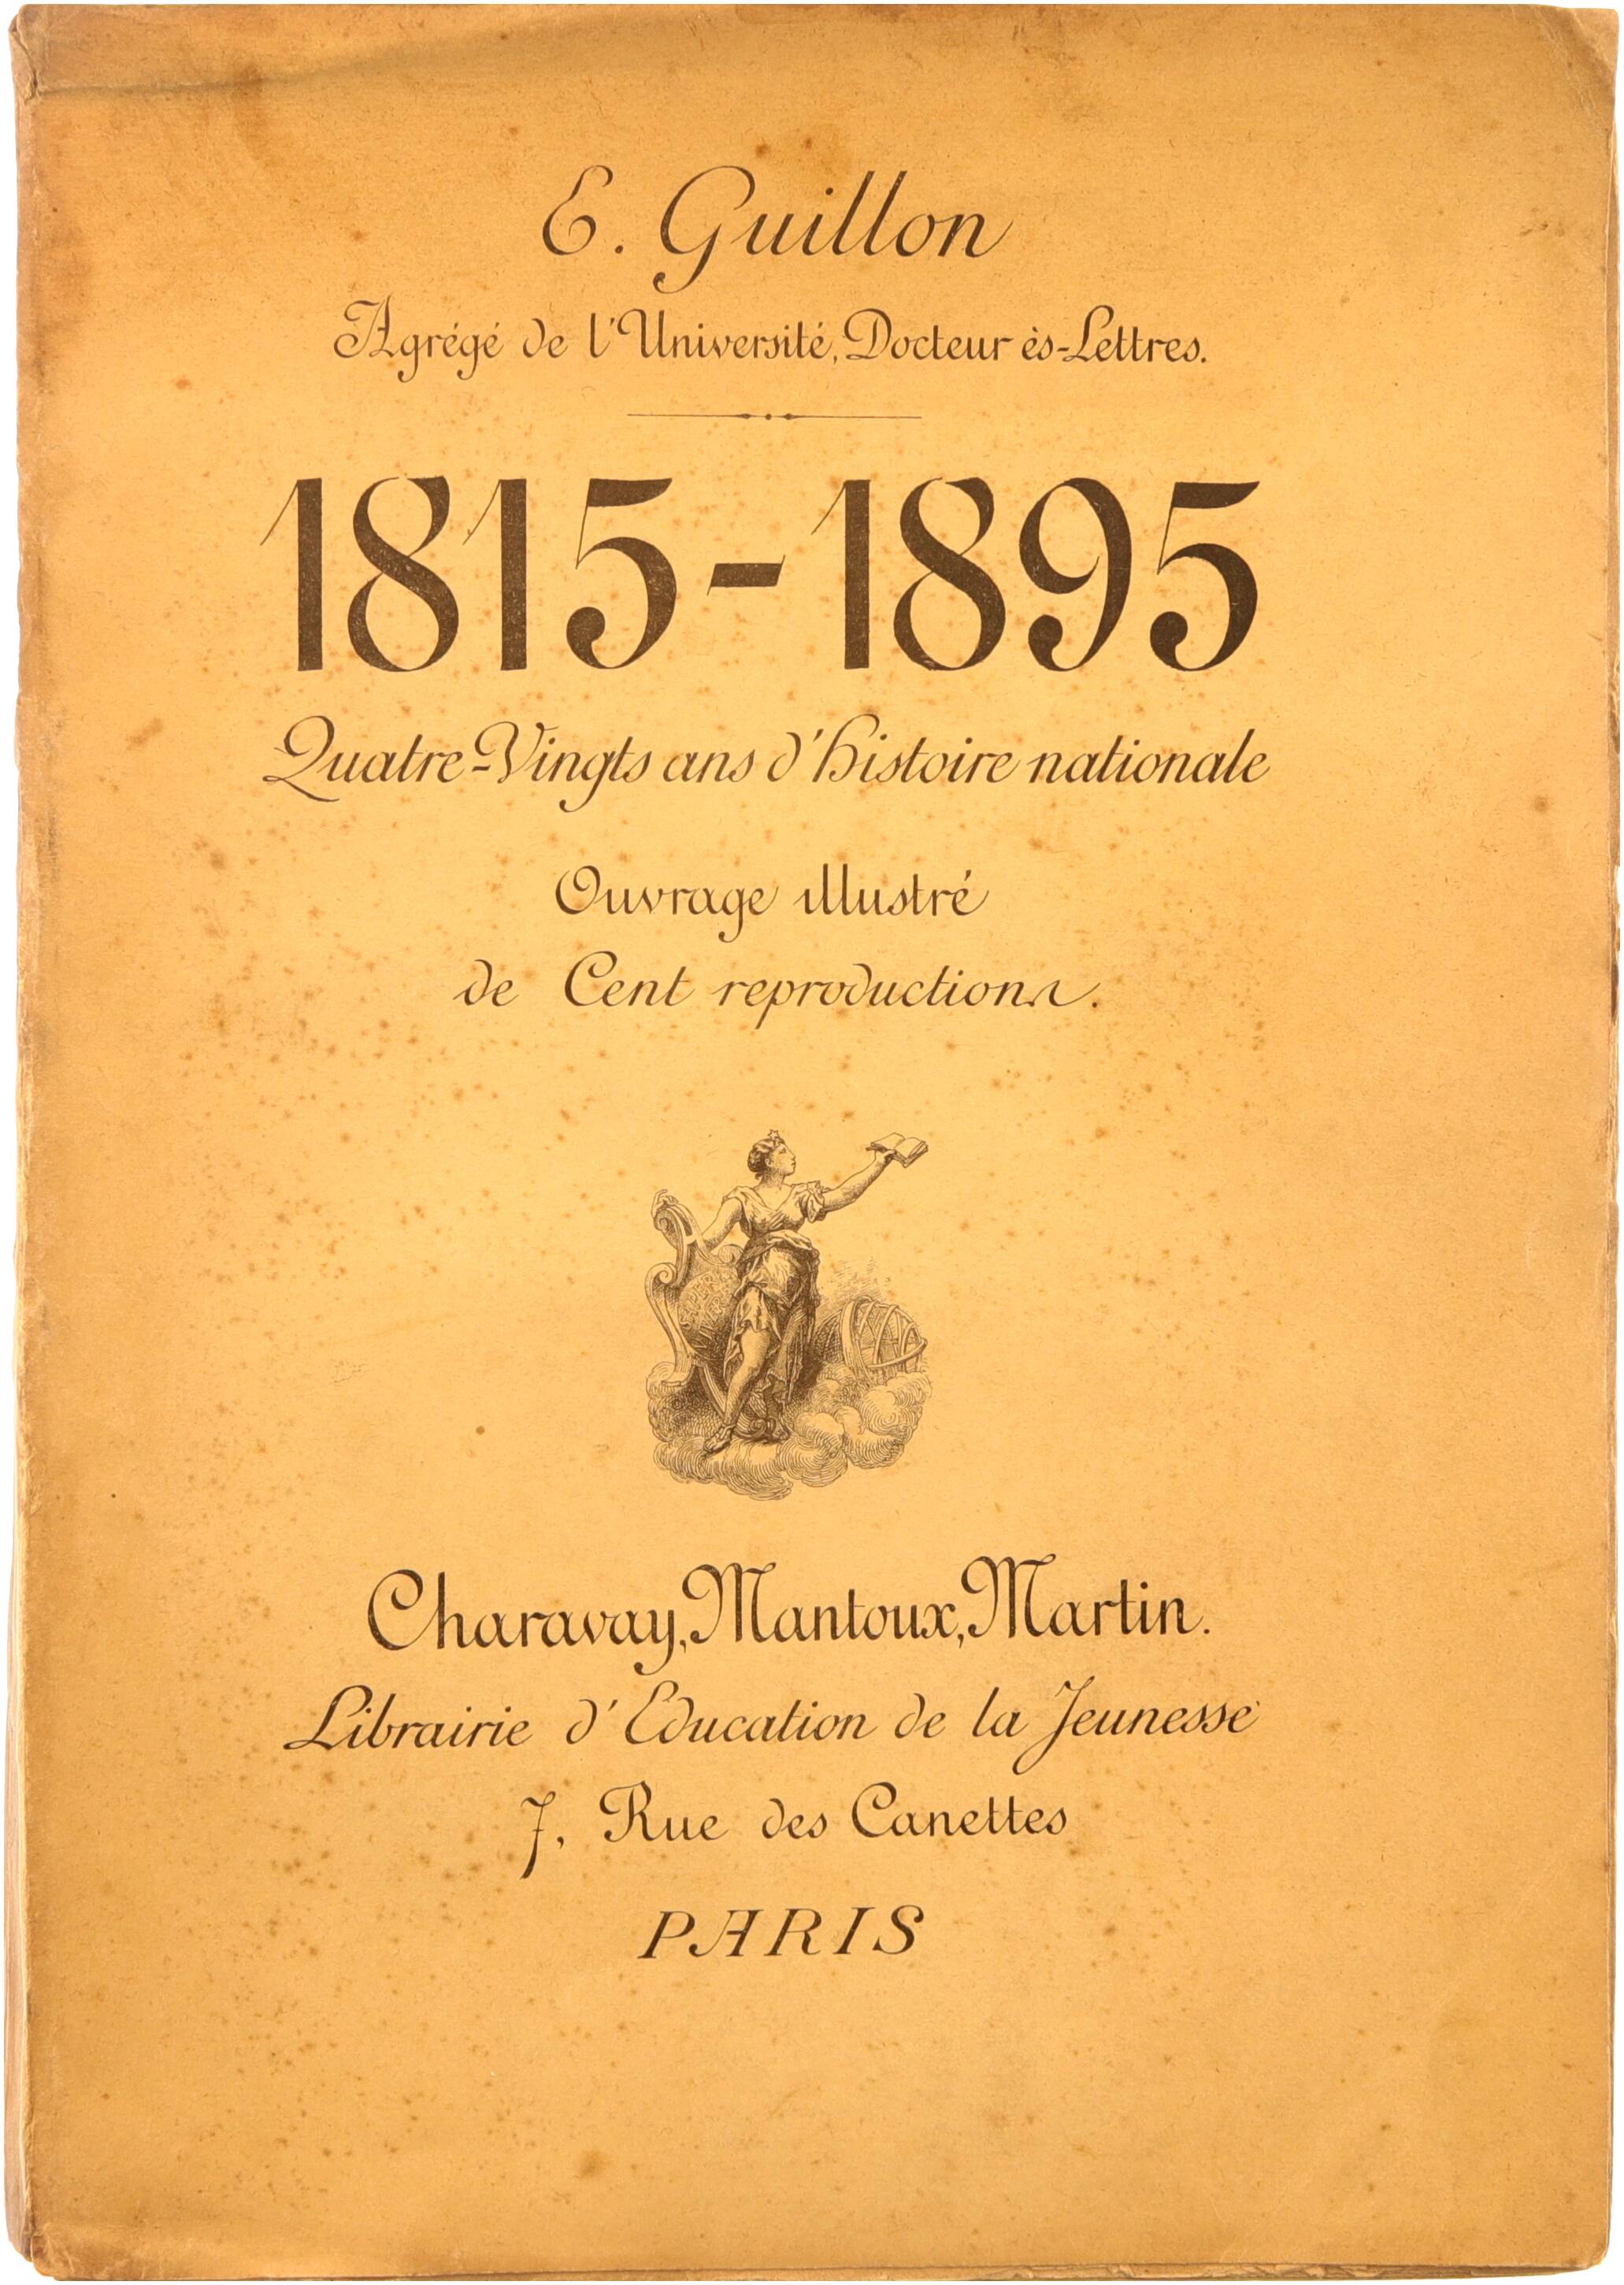 E. Guillon
Agrégé de l'Université, Docteur ès-Lettres.
1815-1895
Quatre-Vingts ans d'histoire nationale
Ouvrage illustré
de Cent reproductions.
Charavay, Mantoux, Martin.
Librairie d'Education de la Jeunesse
7, Rue des Canettes
PARIS